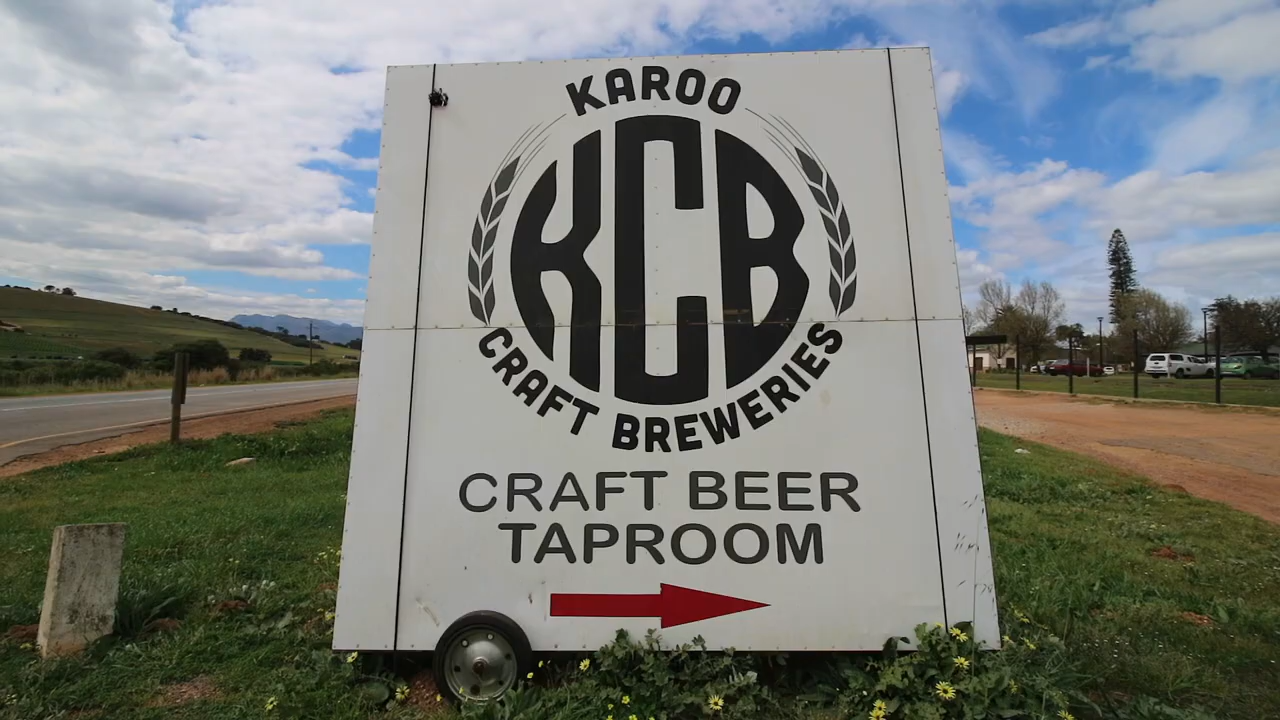 KAROO
KCB
CRAFT BREWERIES
CRAFT BEER
TAPROOM